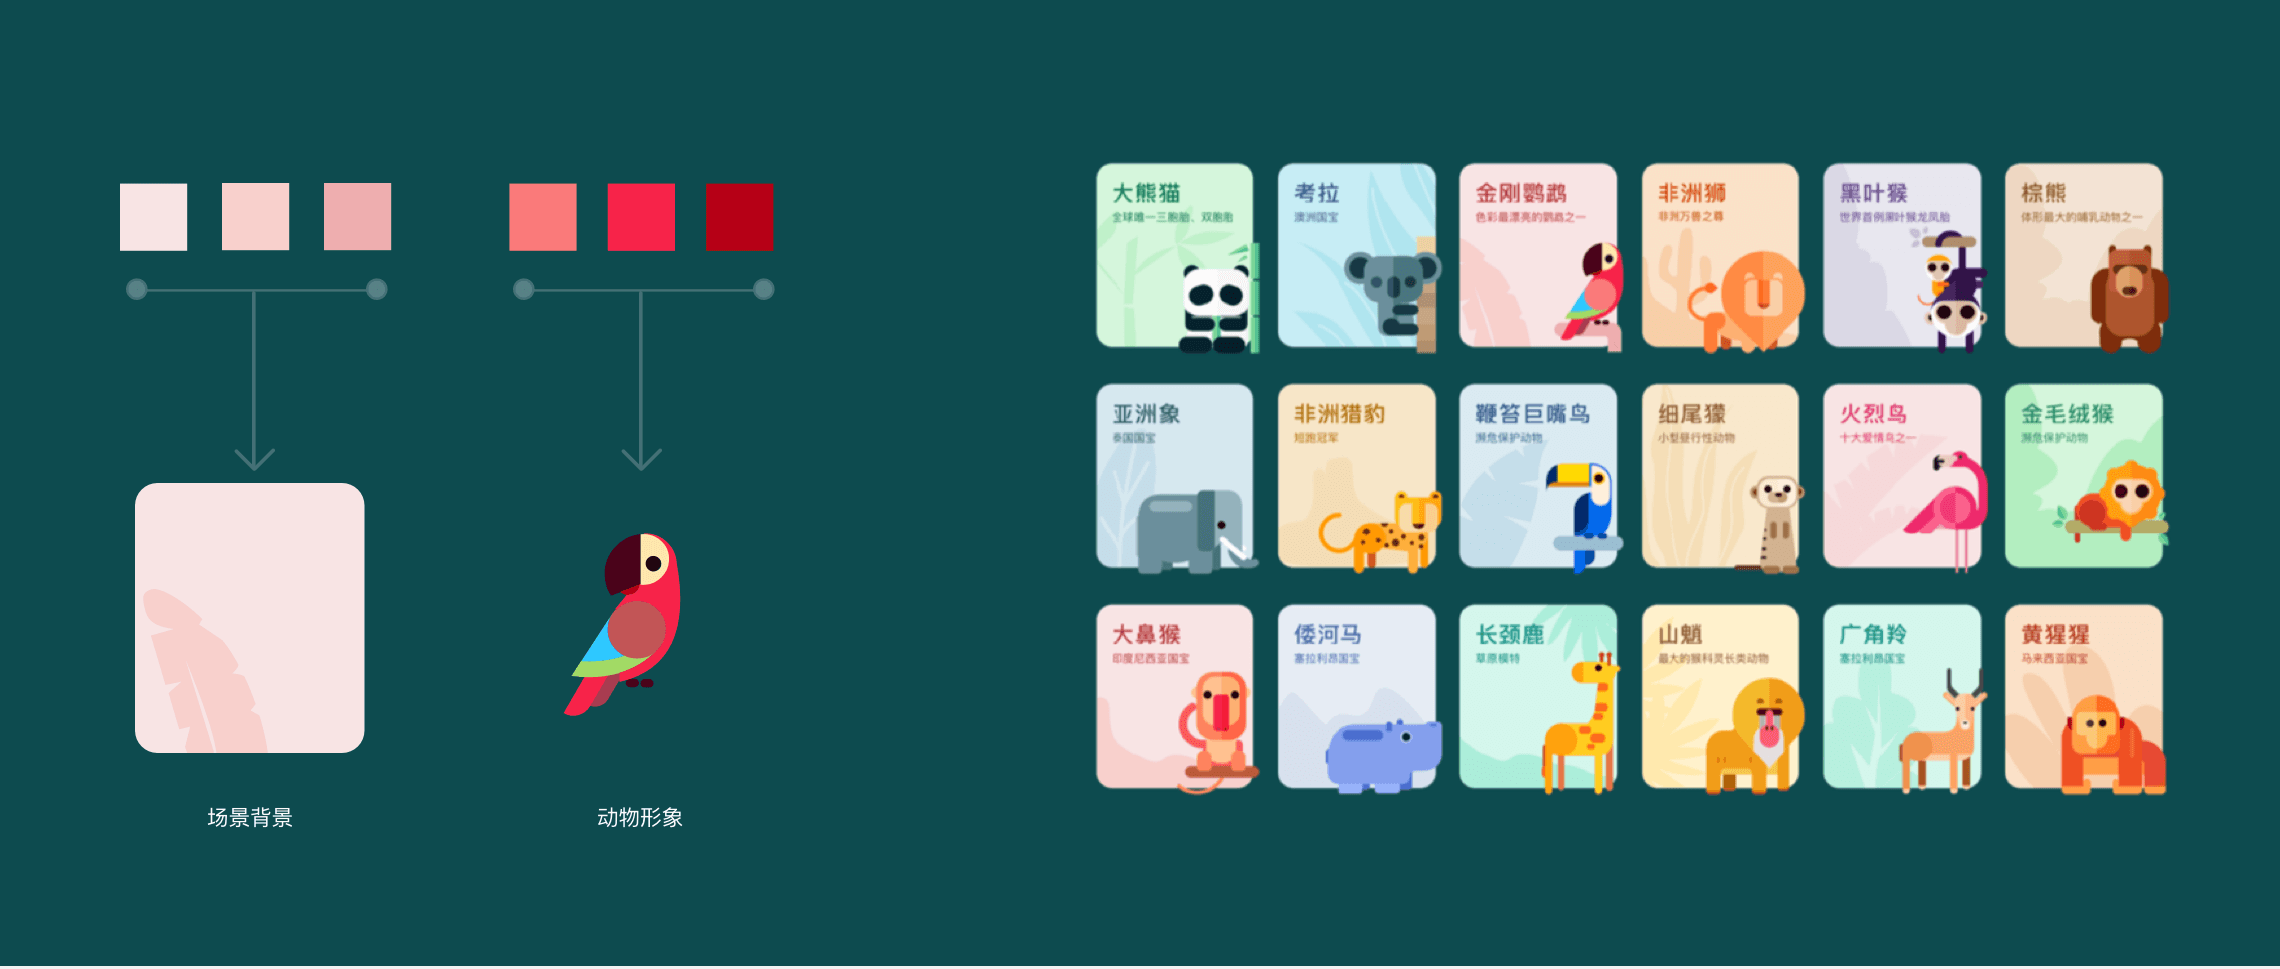 大熊猫
全球唯一三胞胎、双胞胎
考拉
澳洲国宝
金刚鹦鹉
色彩最漂亮的鹦鹉之一
非洲狮
非洲万兽之尊
黑叶猴
世界首例黑叶猴龙凤胎
棕熊
体形最大的哺乳动物之一
亚洲象
泰国国宝
非洲猎豹
短跑冠军
鞭笞巨嘴鸟
濒危保护动物
细尾獴
小型昼行性动物
火烈鸟
十大爱情鸟之一
金毛绒猴
濒危保护动物
大鼻猴
印度尼西亚国宝
倭河马
塞拉利昂国宝
长颈鹿
草原模特
山魈
最大的猴科灵长类动物
广角羚
塞拉利昂国宝
黄猩猩
马来西亚国宝
场景背景
动物形象